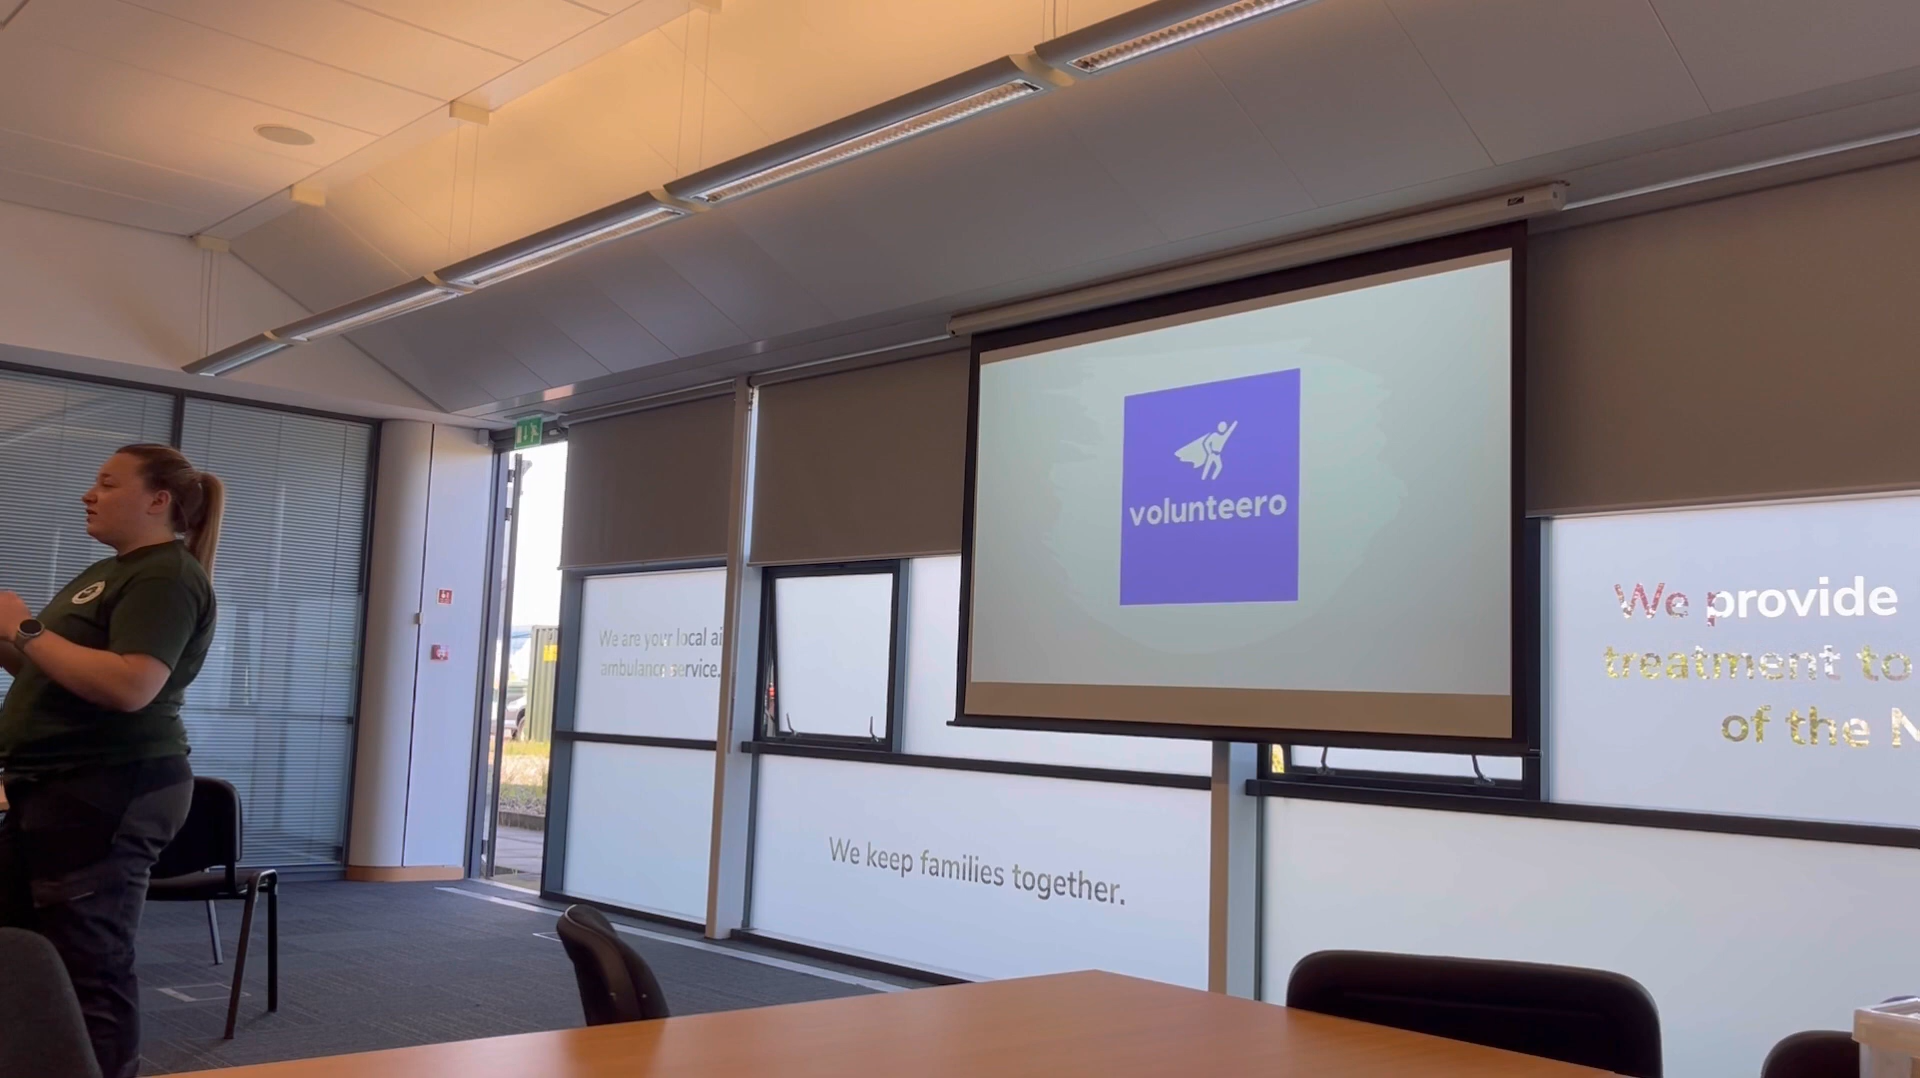 We are your local ai
ambulance service.
We keep families together.
volunteero
We provide
treatment to
of the N